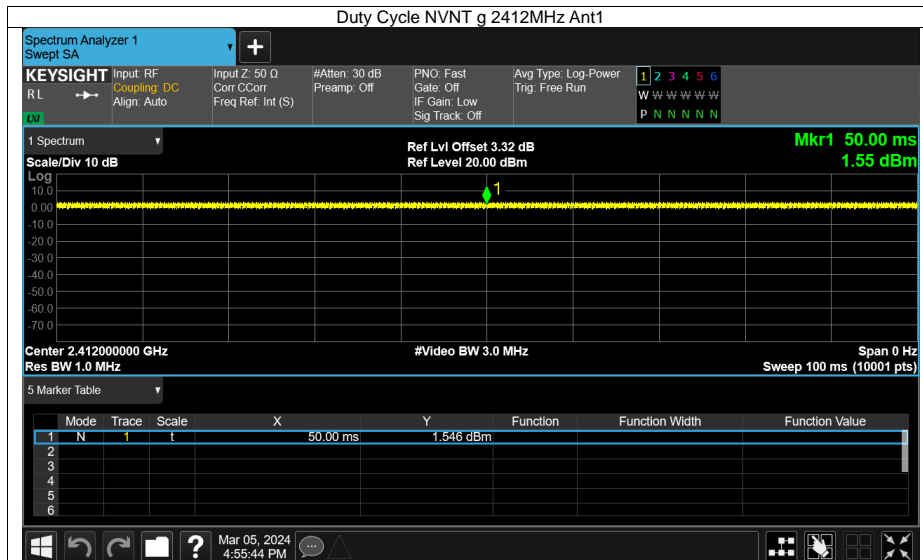 Duty Cycle NVNT g 2412MHz Ant1
Spectrum Analyzer 1
Swept SA
+
KEYSIGHT Input: RF Input Z: 50 Ω #Atten: 30 dB PNO: Fast Avg Type: Log-Power 1 2 3 4 5 6
RL Coupling: DC Corr CCorr Preamp: Off Gate: Off Trig: Free Run W W W W W W
Align: Auto Freq Ref: Int (S) IF Gain: Low
LXI Sig Track: Off P N N N N N
1 Spectrum Ref Lvl Offset 3.32 dB Mkr1 50.00 ms
Scale/Div 10 dB Ref Level 20.00 dBm 1.55 dBm
Log
10.0 1
0.00
-10.0
-20.0
-30.0
-40.0
-50.0
-60.0
-70.0
Center 2.412000000 GHz #Video BW 3.0 MHz Span 0 Hz
Res BW 1.0 MHz Sweep 100 ms (10001 pts)
5 Marker Table
Mode Trace Scale X Y Function Function Width Function Value
1 N 1 t 50.00 ms 1.546 dBm
2
3
4
5
6
? Mar 05, 2024
4:55:44 PM